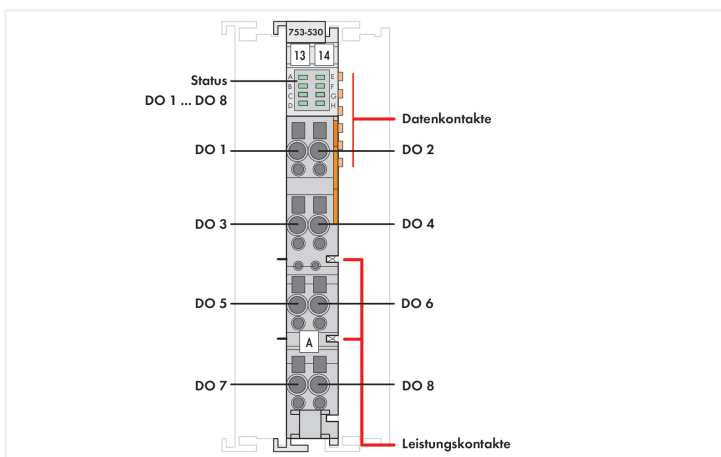 753-530
13 14
Status
DO 1 ... DO 8
A E
B F
C G
D H
Datenkontakte
DO 1 DO 2
DO 3 DO 4
DO 5 DO 6
A
DO 7 DO 8
Leistungskontakte